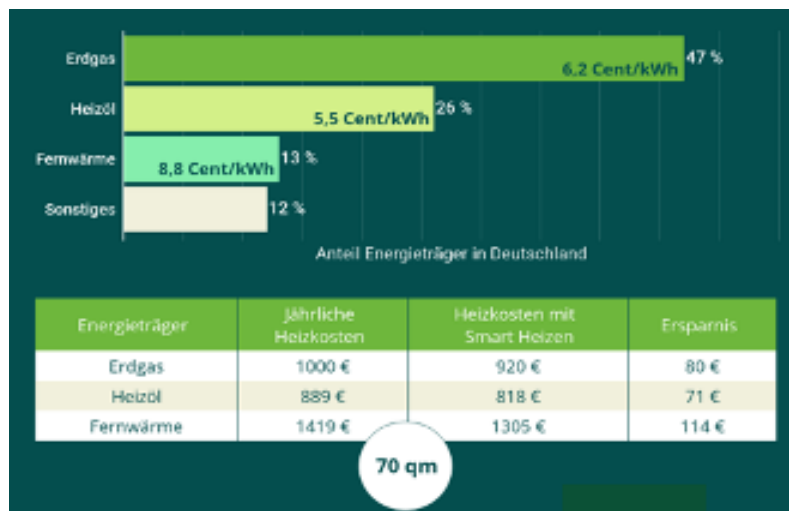 Erdgas 6,2 Cent/kWh 47 %
Heizöl 5,5 Cent/kWh 26 %
Fernwärme 8,8 Cent/kWh 13 %
Sonstiges 12 %
Anteil Energieträger in Deutschland
Energieträger Jährliche Heizkosten Heizkosten mit Smart Heizen Ersparnis
Erdgas 1000 € 920 € 80 €
Heizöl 889 € 818 € 71 €
Fernwärme 1419 € 1305 € 114 €
70 qm